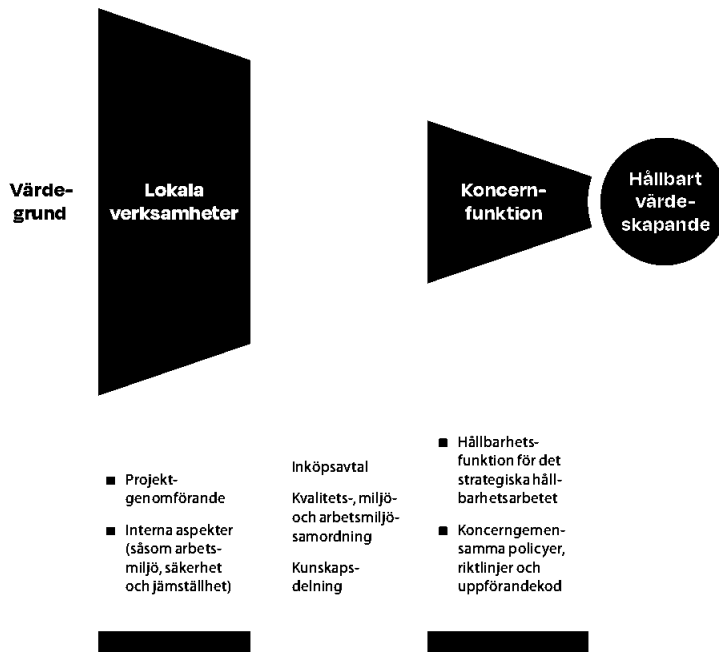 Värde-
grund
Lokala
verksamheter
Koncern-
funktion
Hållbart
värde-
skapande
■ Projekt-
genomförande
■ Interna aspekter
(såsom arbets-
miljö, säkerhet
och jämställhet)
Inköpsavtal
Kvalitets-, miljö-
och arbetsmiljö-
samordning
Kunskaps-
delning
■ Hållbarhets-
funktion för det
strategiska håll-
barhetsarbetet
■ Koncerngemen-
samma policyer,
riktlinjer och
uppförandekod